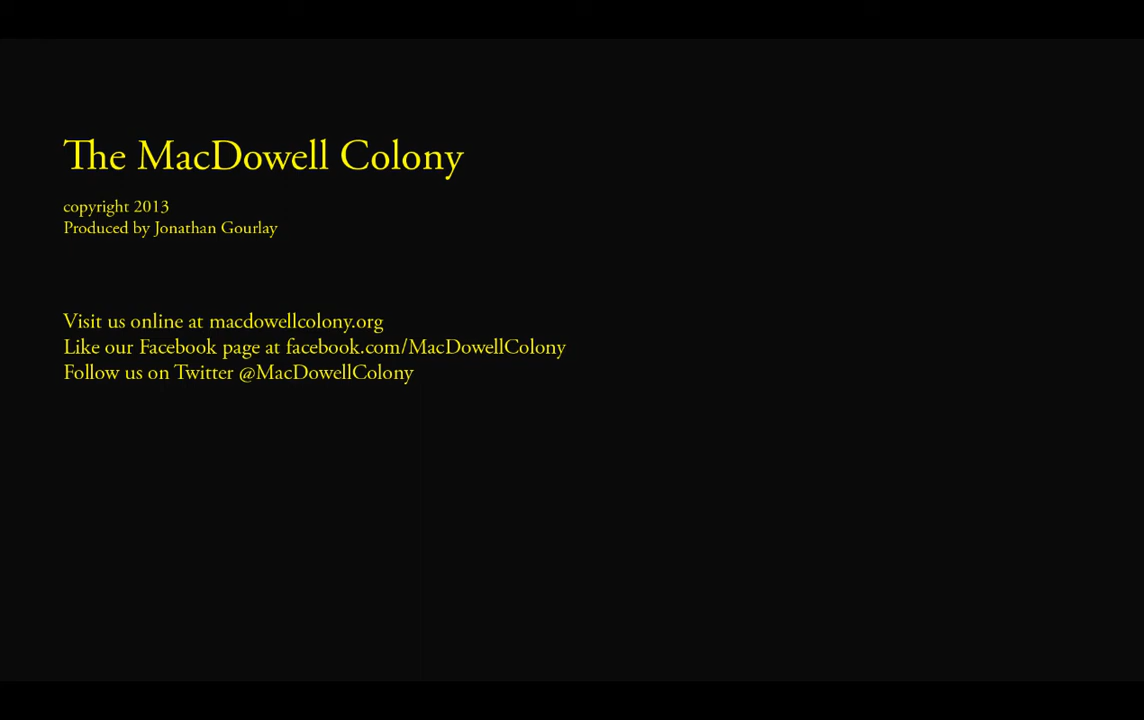 The MacDowell Colony
copyright 2013
Produced by Jonathan Gourlay
Visit us online at macdowellcolony.org
Like our Facebook page at facebook.com/MacDowellColony
Follow us on Twitter @MacDowellColony